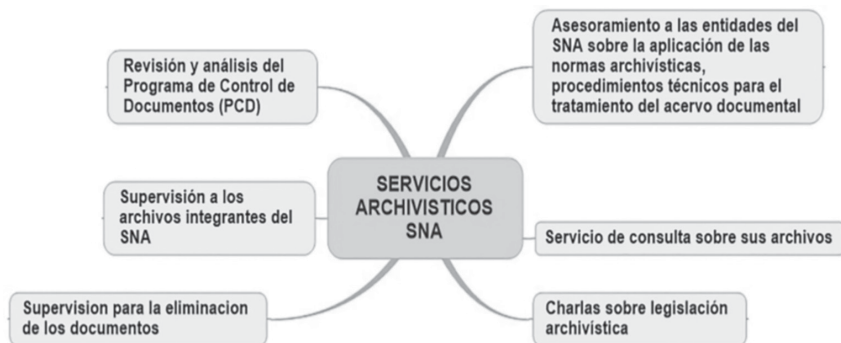 Revisión y análisis del
Programa de Control de
Documentos (PCD)
Asesoramiento a las entidades del
SNA sobre la aplicación de las
normas archivísticas,
procedimientos técnicos para el
tratamiento del acervo documental
SERVICIOS
ARCHIVISTICOS
SNA
Supervisión a los
archivos integrantes del
SNA
Servicio de consulta sobre sus archivos
Supervision para la eliminacion
de los documentos
Charlas sobre legislación
archivística